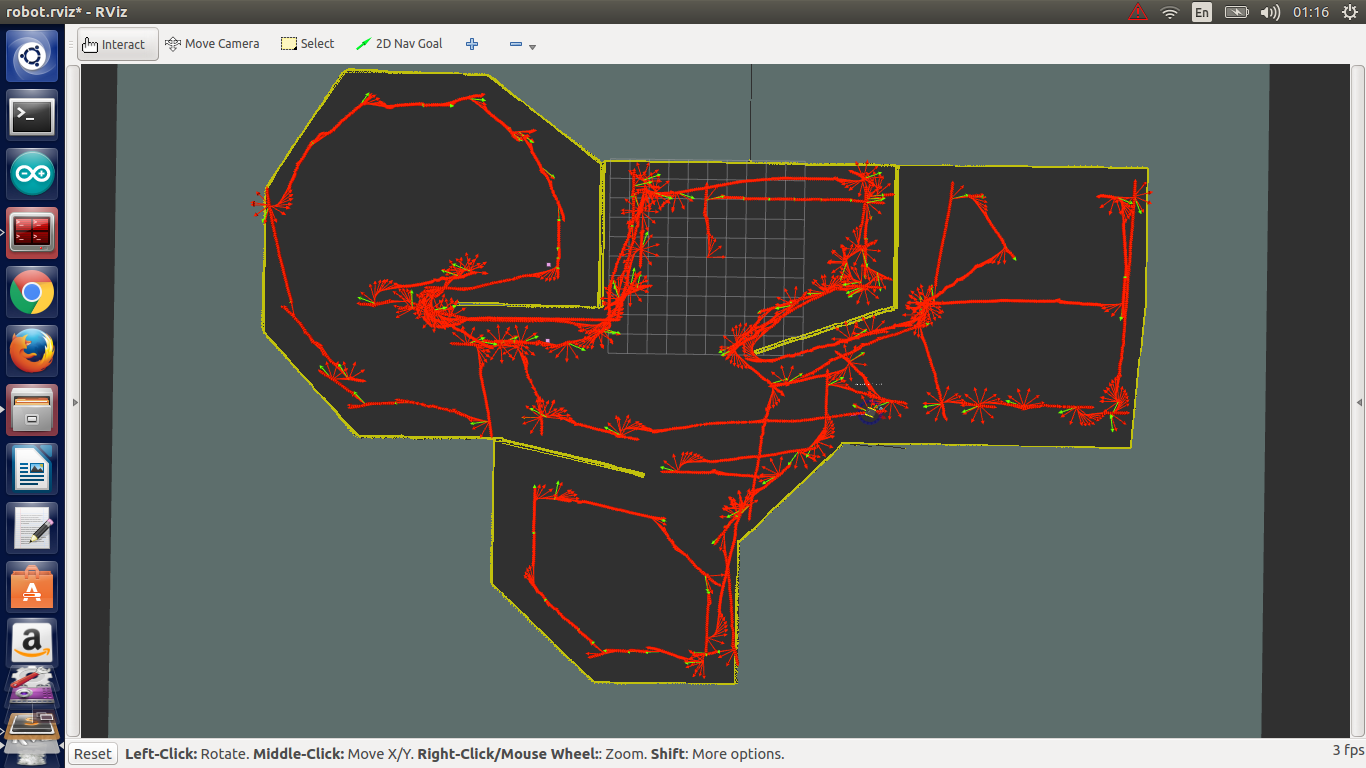 robot.rviz* - RViz
En
01:16
Interact
Move Camera
Select
2D Nav Goal
Reset
Left-Click: Rotate. Middle-Click: Move X/Y. Right-Click/Mouse Wheel:: Zoom. Shift: More options.
3 fps